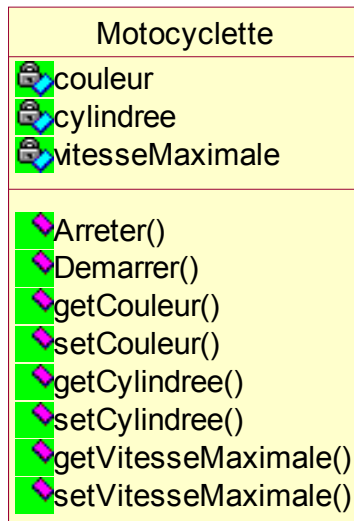 Motocyclette
couleur
cylindree
vitesseMaximale
Arreter()
Demarrer()
getCouleur()
setCouleur()
getCylindree()
setCylindree()
getVitesseMaximale()
setVitesseMaximale()